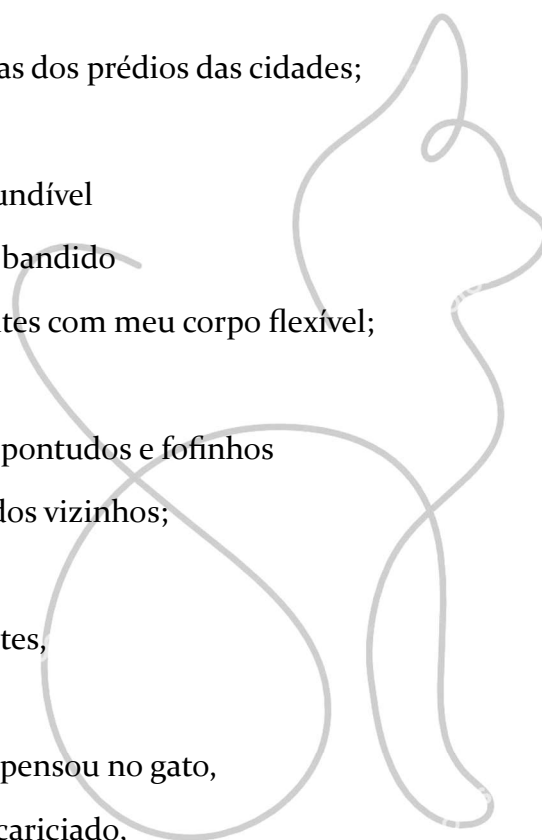 as dos prédios das cidades;
undível
bandido
tes com meu corpo flexível;
pontudos e fofinhos
dos vizinhos;
tes,
pensou no gato,
cariciado,